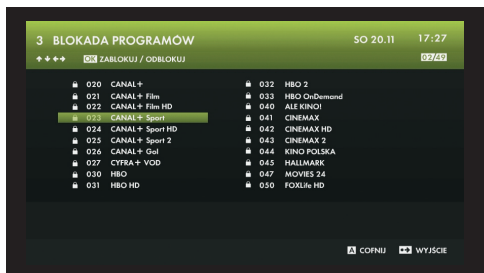 3 BLOKADA PROGRAMÓW SO 20.11 17:27
OK ZABLOKUJ / ODBLOKUJ 02/49
020 CANAL+
021 CANAL+ Film
022 CANAL+ Film HD
023 CANAL+ Sport
024 CANAL+ Sport HD
025 CANAL+ Sport 2
026 CANAL+ Gol
027 CYFRA+ VOD
030 HBO
031 HBO HD
032 HBO 2
033 HBO OnDemand
040 ALE KINO!
041 CINEMAX
042 CINEMAX HD
043 CINEMAX 2
044 KINO POLSKA
045 HALLMARK
047 MOVIES 24
050 FOXLife HD
A COFNIJ WYJŚCIE